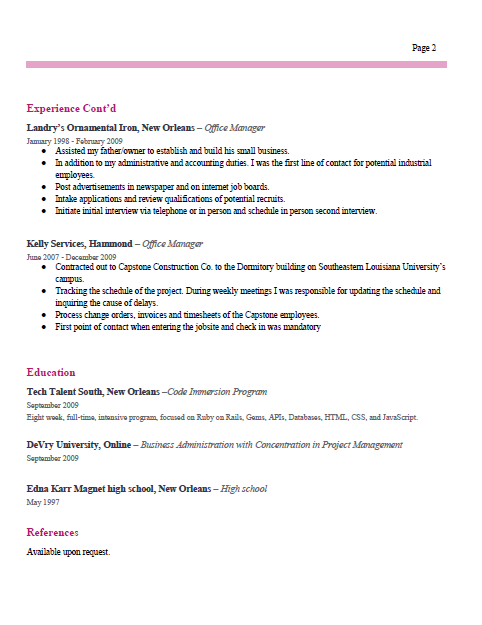 Page 2
Experience Cont’d
Landry’s Ornamental Iron, New Orleans – Office Manager
January 1998 - February 2009
● Assisted my father/owner to establish and build his small business.
● In addition to my administrative and accounting duties. I was the first line of contact for potential industrial
employees.
● Post advertisements in newspaper and on internet job boards.
● Intake applications and review qualifications of potential recruits.
● Initiate initial interview via telephone or in person and schedule in person second interview.
Kelly Services, Hammond – Office Manager
June 2007 - December 2009
● Contracted out to Capstone Construction Co. to the Dormitory building on Southeastern Louisiana University’s
campus.
● Tracking the schedule of the project. During weekly meetings I was responsible for updating the schedule and
inquiring the cause of delays.
● Process change orders, invoices and timesheets of the Capstone employees.
● First point of contact when entering the jobsite and check in was mandatory
Education
Tech Talent South, New Orleans –Code Immersion Program
September 2009
Eight week, full-time, intensive program, focused on Ruby on Rails, Gems, APIs, Databases, HTML, CSS, and JavaScript.
DeVry University, Online – Business Administration with Concentration in Project Management
September 2009
Edna Karr Magnet high school, New Orleans – High school
May 1997
References
Available upon request.